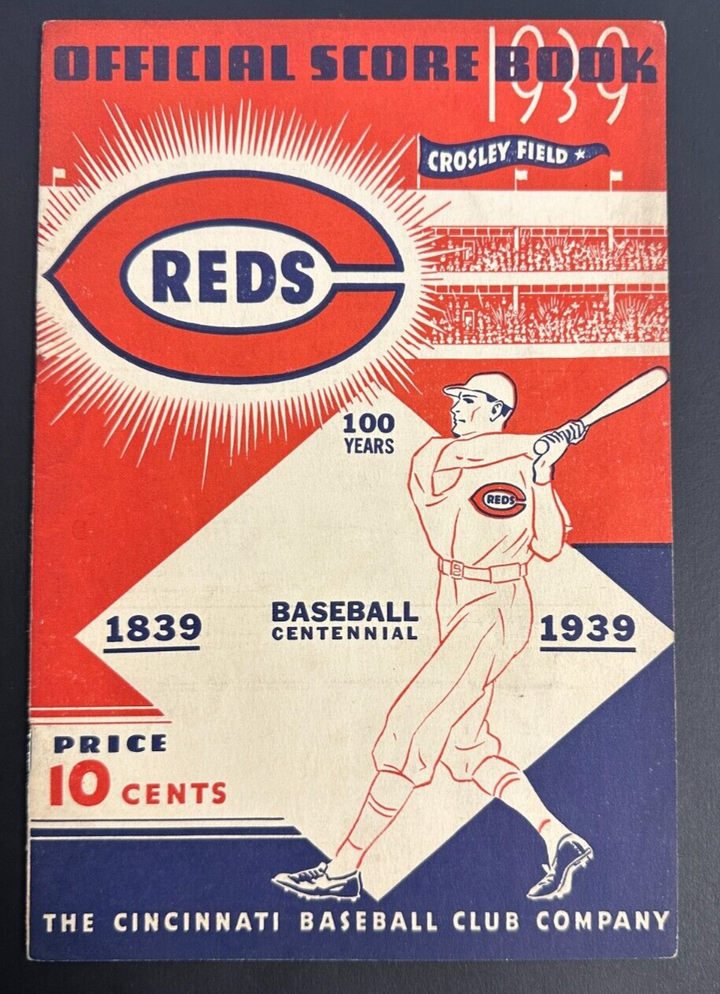 OFFICIAL SCORE BOOK
1939
CROSLEY FIELD
REDS
100
YEARS
REDS
1839
BASEBALL
CENTENNIAL
1939
PRICE
10 CENTS
THE CINCINNATI BASEBALL CLUB COMPANY